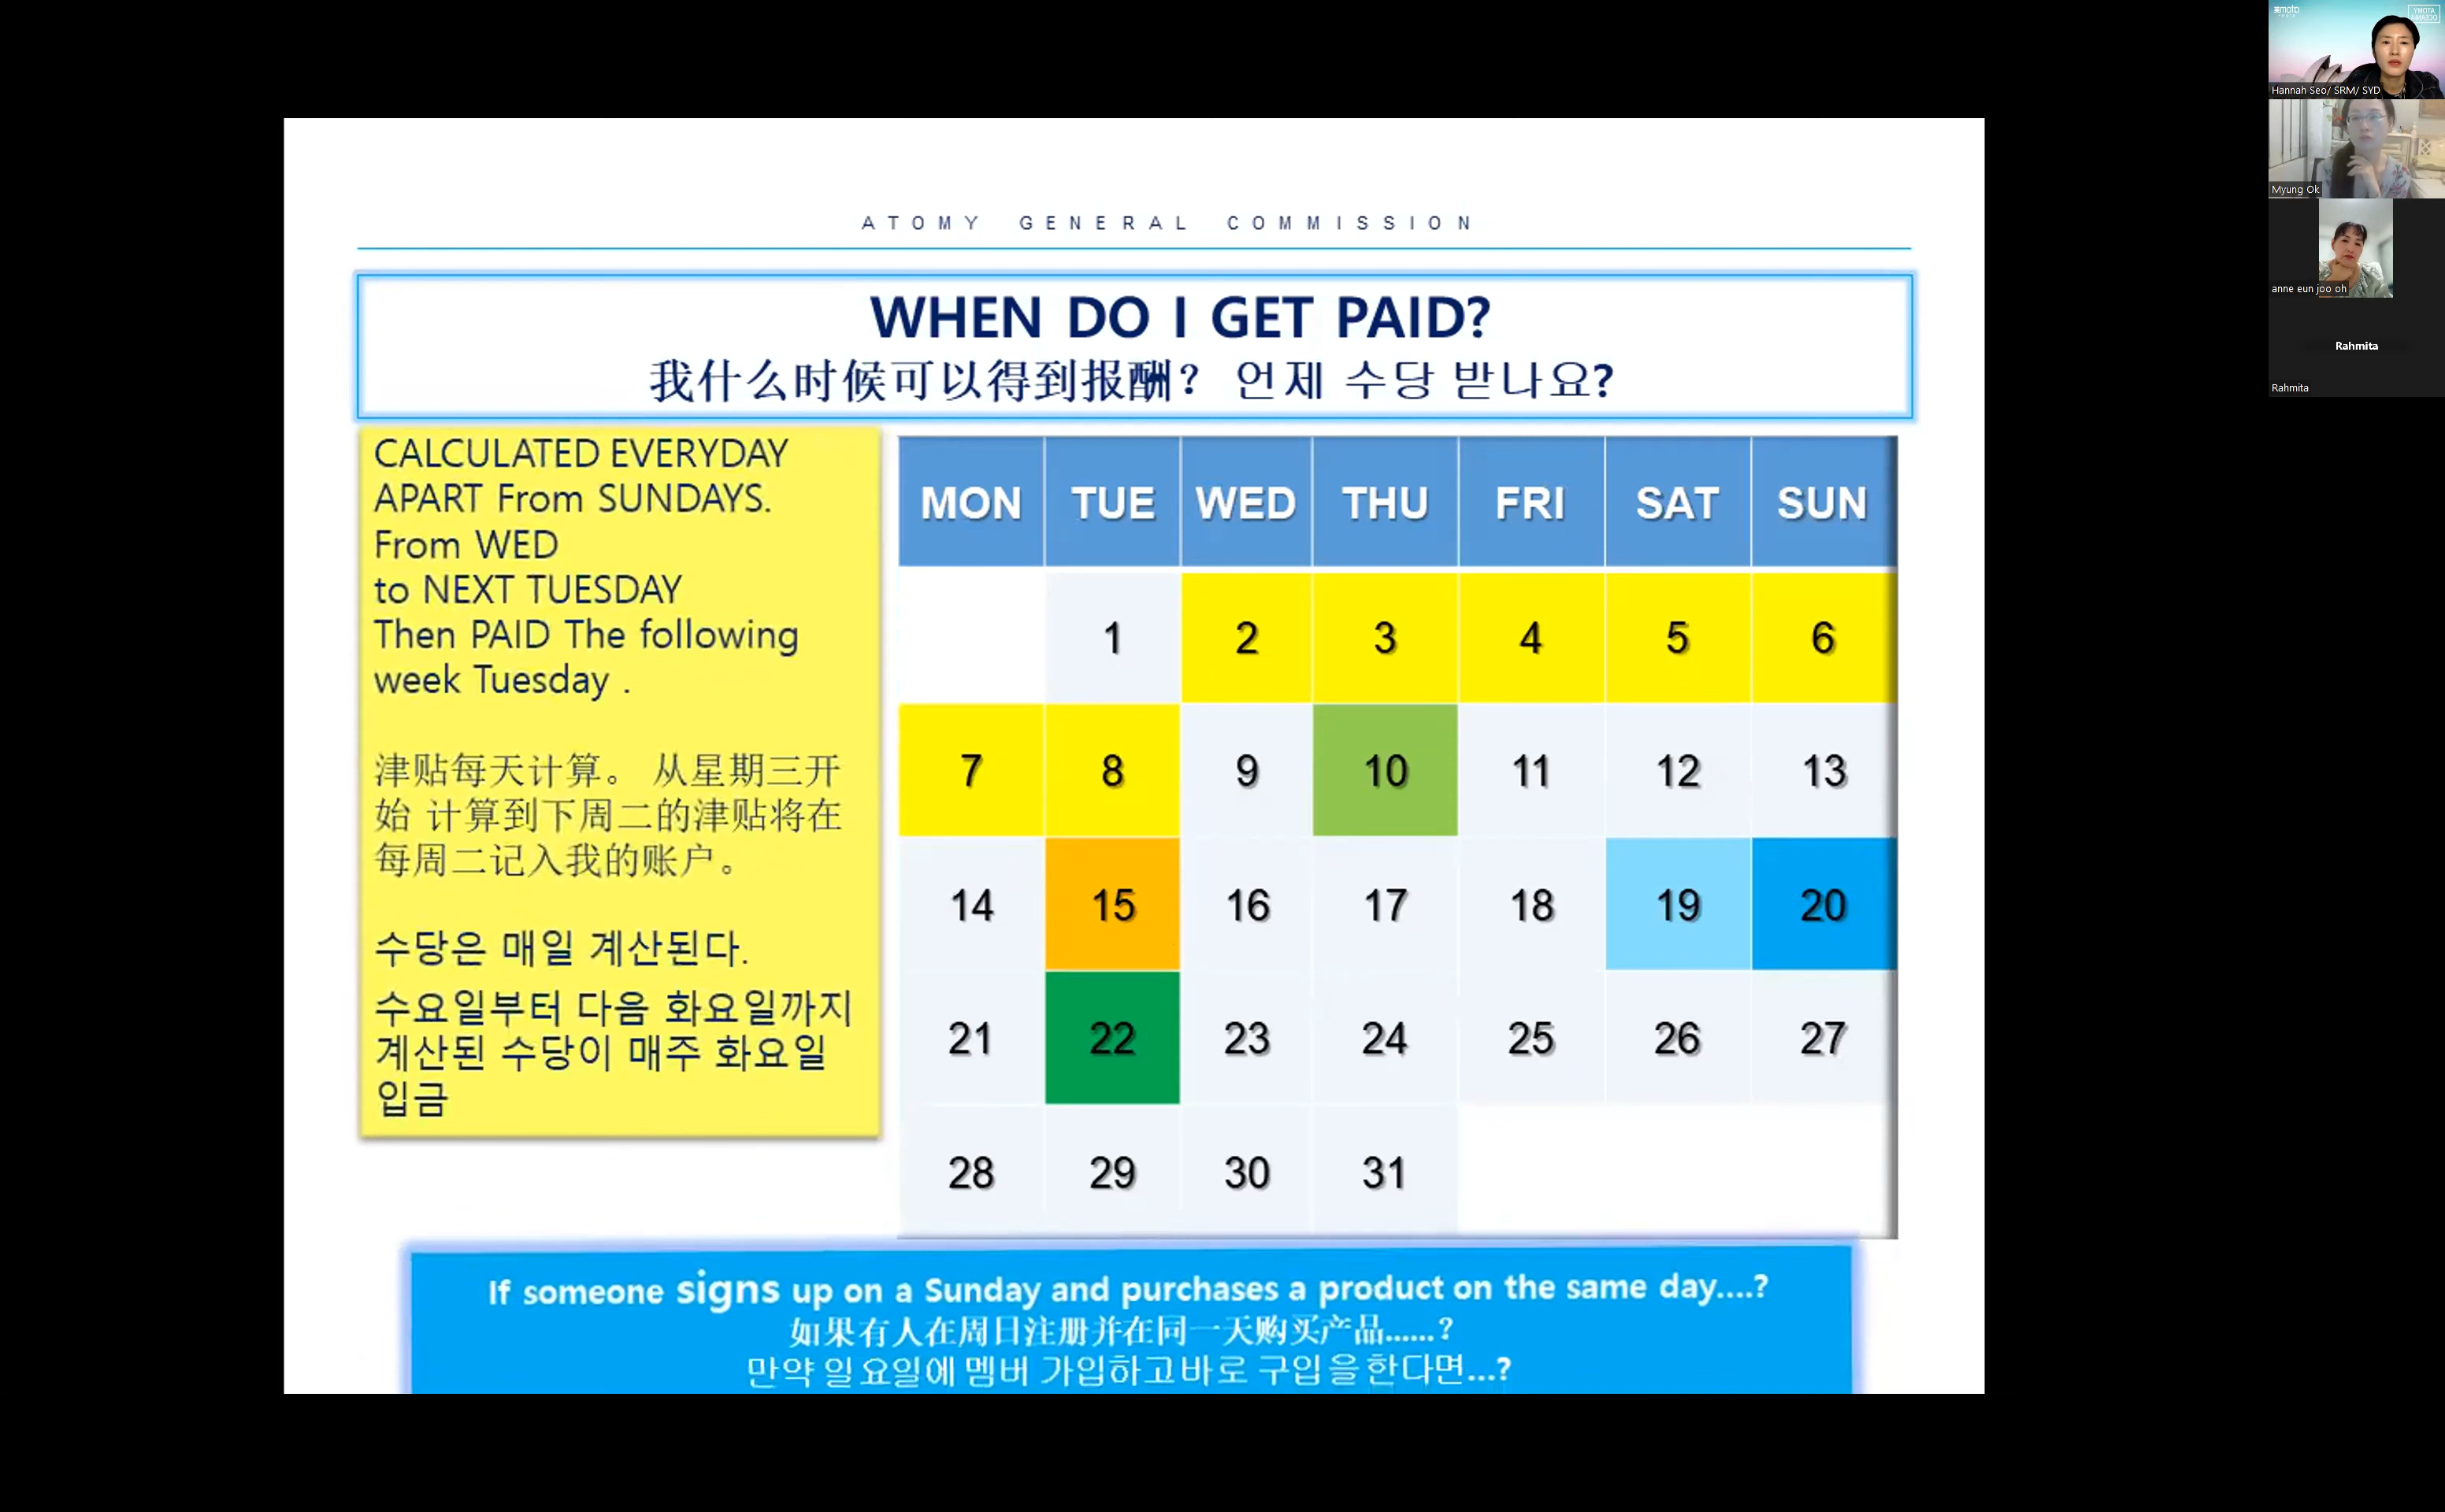 ATOMY GENERAL COMMISSION
WHEN DO I GET PAID?
我什么时候可以得到报酬? 언제 수당 받나요?
CALCULATED EVERYDAY
APART From SUNDAYS.
From WED
to NEXT TUESDAY
Then PAID The following
week Tuesday .
津贴每天计算。 从星期三开
始 计算到下周二的津贴将在
每周二记入我的账户。
수당은 매일 계산된다.
수요일부터 다음 화요일까지
계산된 수당이 매주 화요일
입금
MON TUE WED THU FRI SAT SUN
1 2 3 4 5 6
7 8 9 10 11 12 13
14 15 16 17 18 19 20
21 22 23 24 25 26 27
28 29 30 31
If someone signs up on a Sunday and purchases a product on the same day....?
如果有人在周日注册并在同一天购买产品......?
만약 일요일에 멤버 가입하고 바로 구입을 한다면...?
Hannah Seo/ SRM/ SYD
Myung Ok
anne eun joo oh
Rahmita
Rahmita